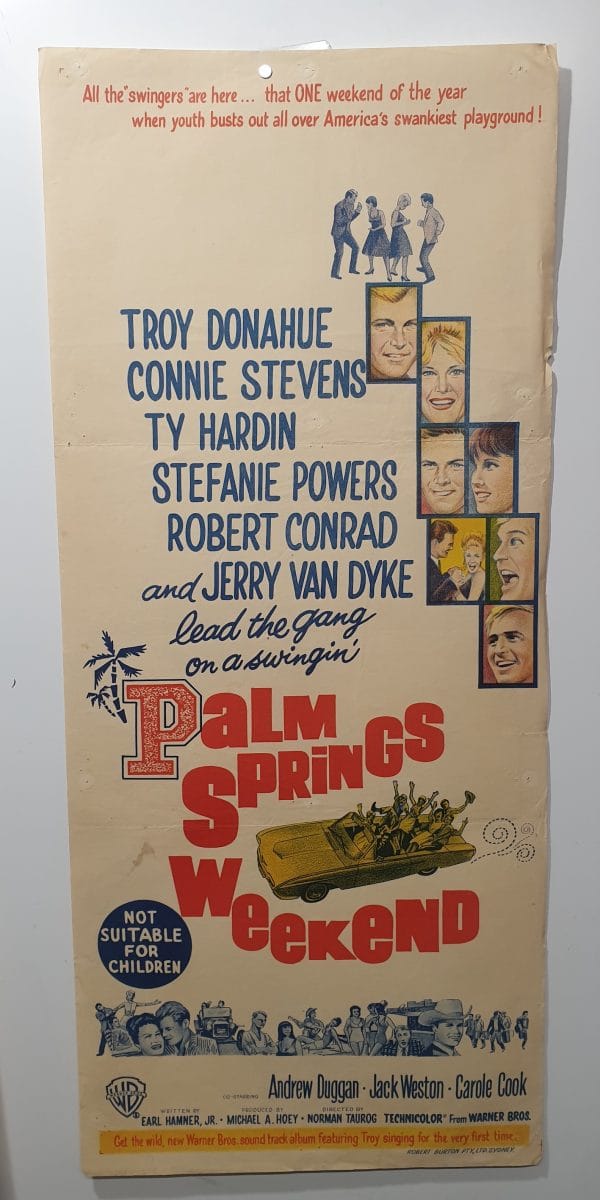 All the "swingers" are here... that ONE weekend of the year
when youth busts out all over America's swankiest playground!
TROY DONAHUE
CONNIE STEVENS
TY HARDIN
STEFANIE POWERS
ROBERT CONRAD
and JERRY VAN DYKE
lead the gang
on a swingin'
PALM
SPRiNGS
WeekeND
NOT
SUITABLE
FOR
CHILDREN
CO-STARRING Andrew Duggan · Jack Weston · Carole Cook
WB
WRITTEN BY PRODUCED BY DIRECTED BY
EARL HAMNER, JR. · MICHAEL A. HOEY · NORMAN TAUROG TECHNICOLOR® From WARNER BROS.
Get the wild, new Warner Bros. sound track album featuring Troy singing for the very first time.
ROBERT BURTON PTY, LTD. SYDNEY.